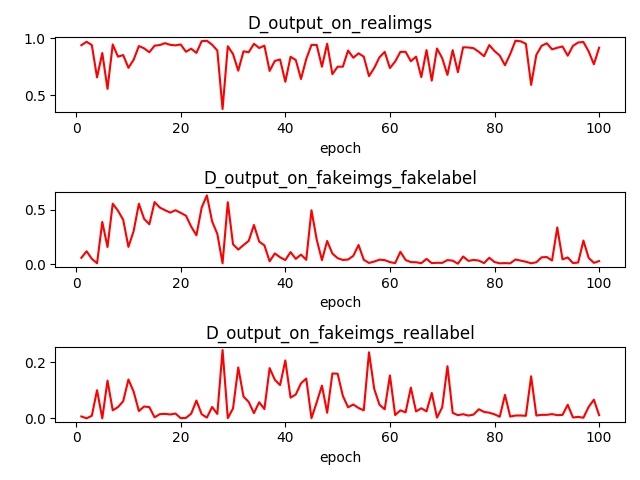 D_output_on_realimgs
1.0
0.5
0 20 40 60 80 100
epoch
D_output_on_fakeimgs_fakelabel
0.5
0.0
0 20 40 60 80 100
epoch
D_output_on_fakeimgs_reallabel
0.2
0.0
0 20 40 60 80 100
epoch